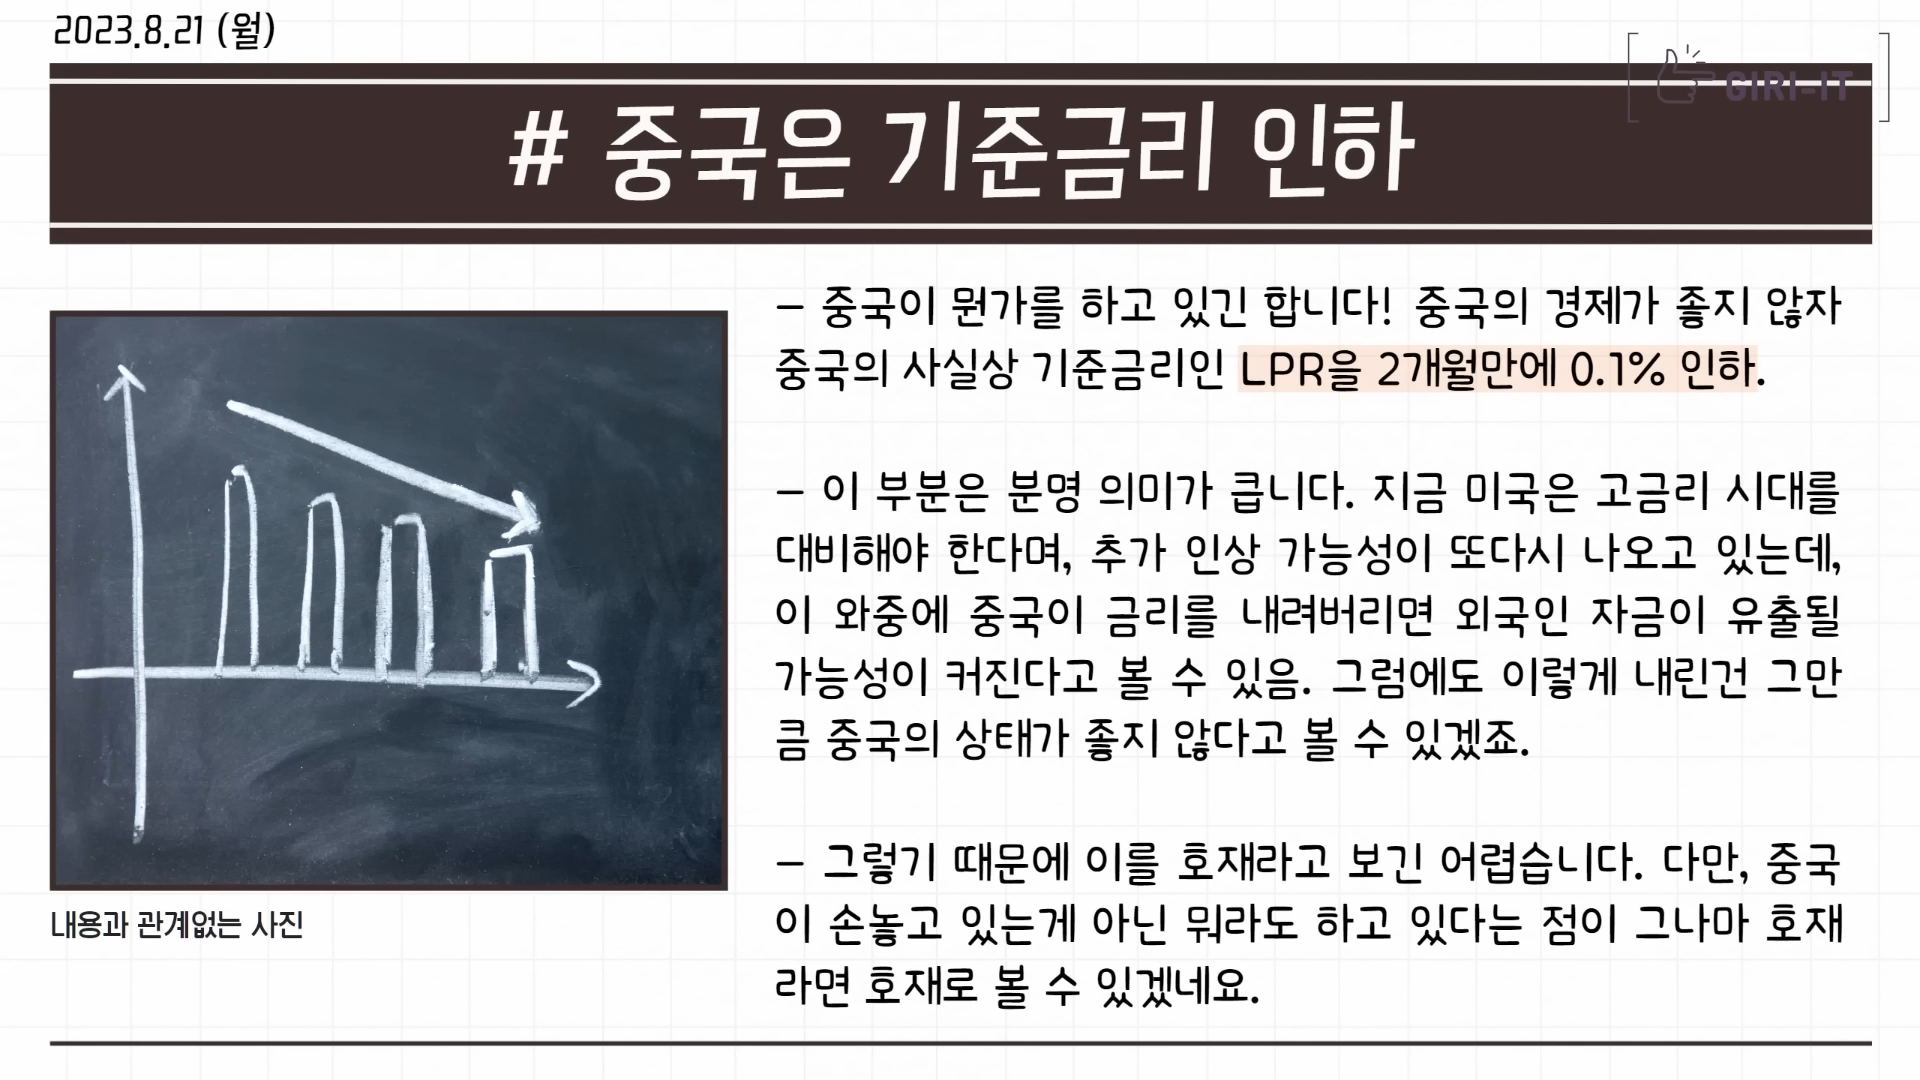 2023.8.21 (월)
GIRI-IT
# 중국은 기준금리 인하
- 중국이 뭔가를 하고 있긴 합니다! 중국의 경제가 좋지 않자
중국의 사실상 기준금리인 LPR을 2개월만에 0.1% 인하.
- 이 부분은 분명 의미가 큽니다. 지금 미국은 고금리 시대를
대비해야 한다며, 추가 인상 가능성이 또다시 나오고 있는데,
이 와중에 중국이 금리를 내려버리면 외국인 자금이 유출될
가능성이 커진다고 볼 수 있음. 그럼에도 이렇게 내린건 그만
큼 중국의 상태가 좋지 않다고 볼 수 있겠죠.
- 그렇기 때문에 이를 호재라고 보긴 어렵습니다. 다만, 중국
이 손놓고 있는게 아닌 뭐라도 하고 있다는 점이 그나마 호재
라면 호재로 볼 수 있겠네요.
내용과 관계없는 사진